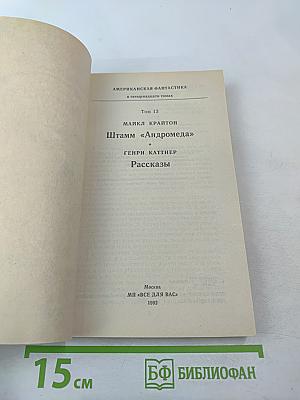 АМЕРИКАНСКАЯ ФАНТАСТИКА
в четырнадцати томах
Том 13
МАЙКЛ КРАЙТОН
Штамм «Андромеда»
ГЕНРИ КАТТНЕР
Рассказы
Москва
МП «ВСЕ ДЛЯ ВАС»
1992
15 см
БФ БИБЛИОФАН